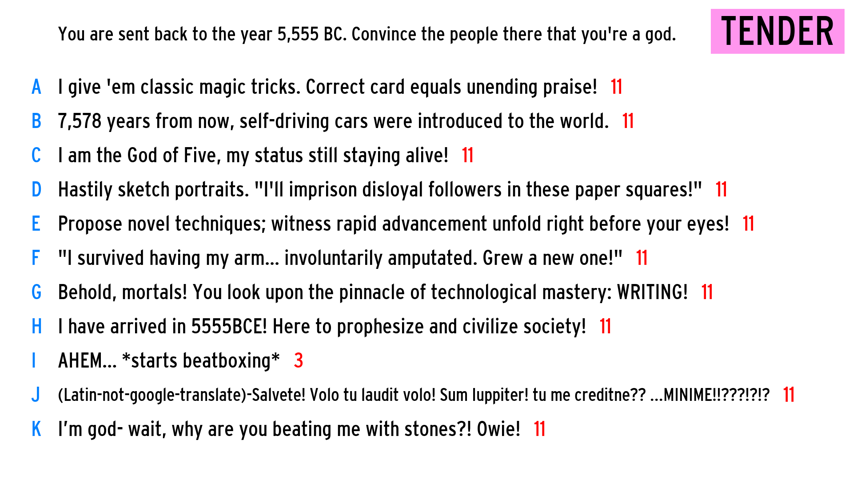 You are sent back to the year 5,555 BC. Convince the people there that you're a god. TENDER
A I give 'em classic magic tricks. Correct card equals unending praise! 11
B 7,578 years from now, self-driving cars were introduced to the world. 11
C I am the God of Five, my status still staying alive! 11
D Hastily sketch portraits. "I'll imprison disloyal followers in these paper squares!" 11
E Propose novel techniques; witness rapid advancement unfold right before your eyes! 11
F "I survived having my arm... involuntarily amputated. Grew a new one!" 11
G Behold, mortals! You look upon the pinnacle of technological mastery: WRITING! 11
H I have arrived in 5555BCE! Here to prophesize and civilize society! 11
I AHEM... *starts beatboxing* 3
J (Latin-not-google-translate)-Salvete! Volo tu laudit volo! Sum Iuppiter! tu me creditne?? ...MINIME!!???!?!? 11
K I’m god- wait, why are you beating me with stones?! Owie! 11